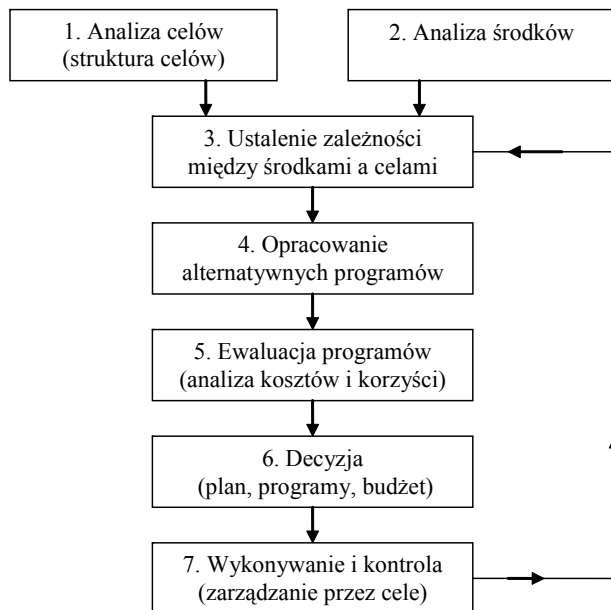 1. Analiza celów
(struktura celów)
2. Analiza środków
3. Ustalenie zależności
między środkami a celami
4. Opracowanie
alternatywnych programów
5. Ewaluacja programów
(analiza kosztów i korzyści)
6. Decyzja
(plan, programy, budżet)
7. Wykonywanie i kontrola
(zarządzanie przez cele)